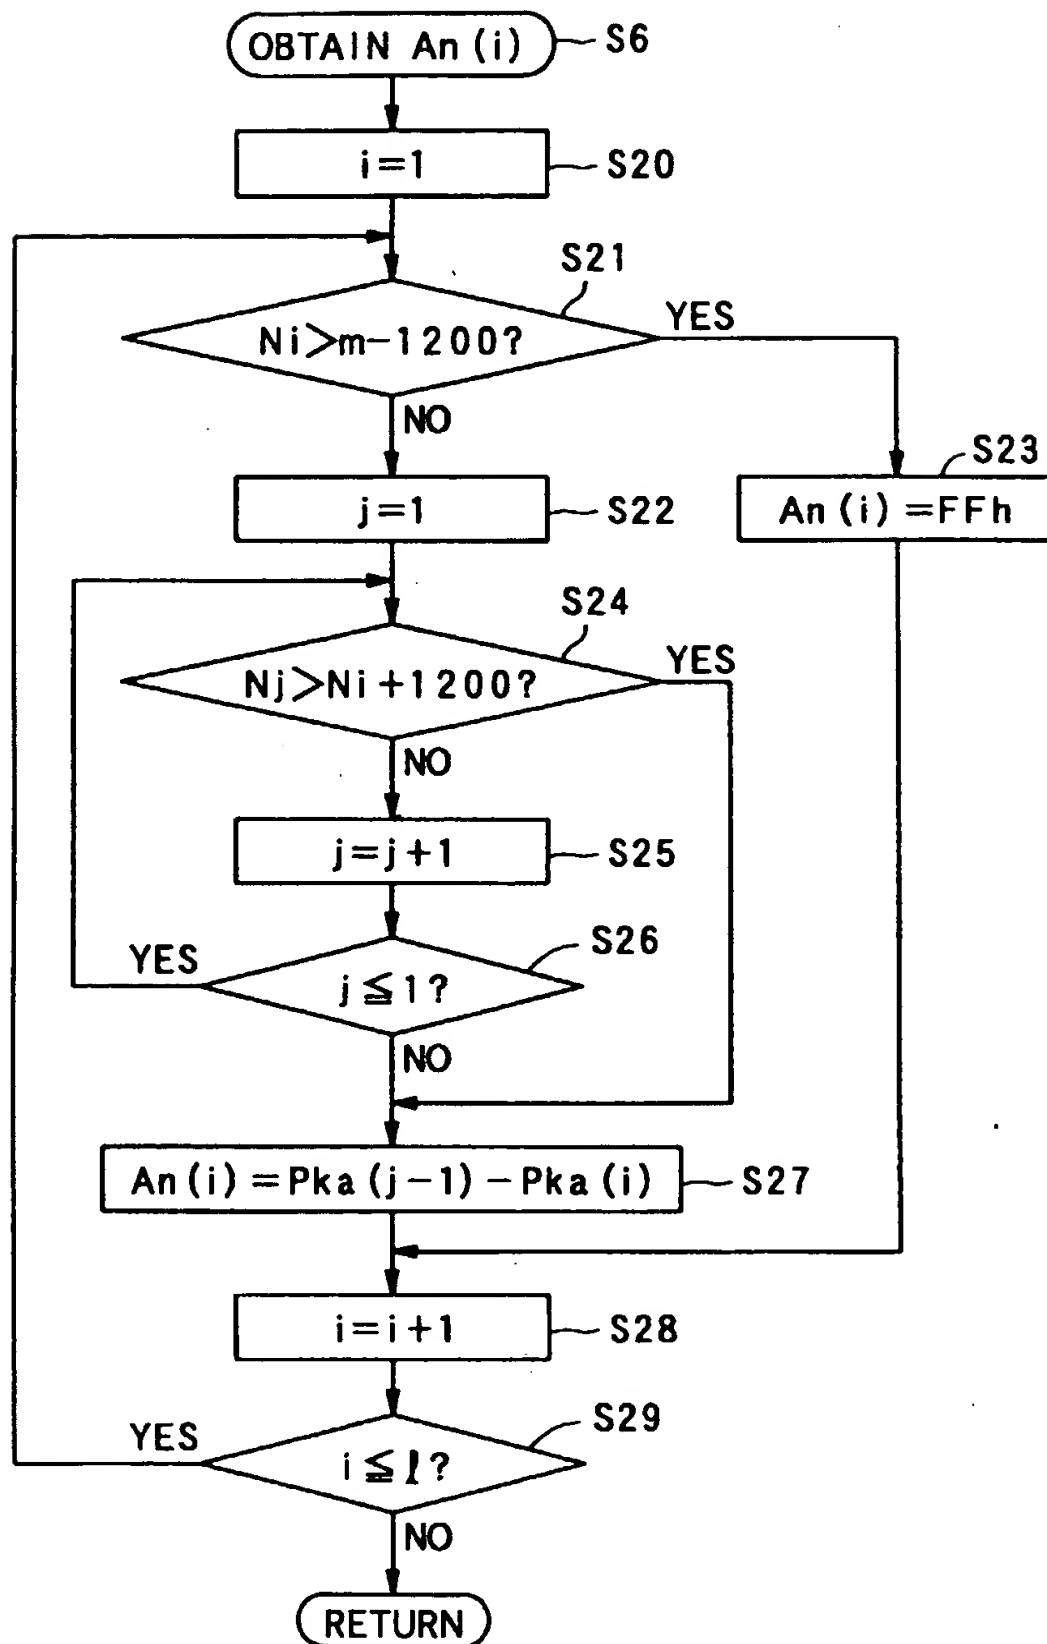 OBTAIN An(i)
S6
i=1
S20
S21
Ni>m-1200?
YES
NO
S23
j=1
S22
An(i)=FFh
S24
Nj>Ni+1200?
YES
NO
j=j+1
S25
S26
YES
j≦1?
NO
An(i)=Pka(j-1)-Pka(i)
S27
i=i+1
S28
S29
YES
i≦l?
NO
RETURN